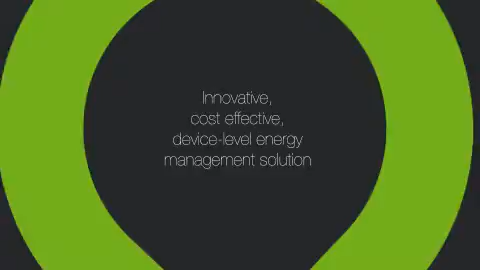 Innovative,
cost effective,
device-level energy
management solution